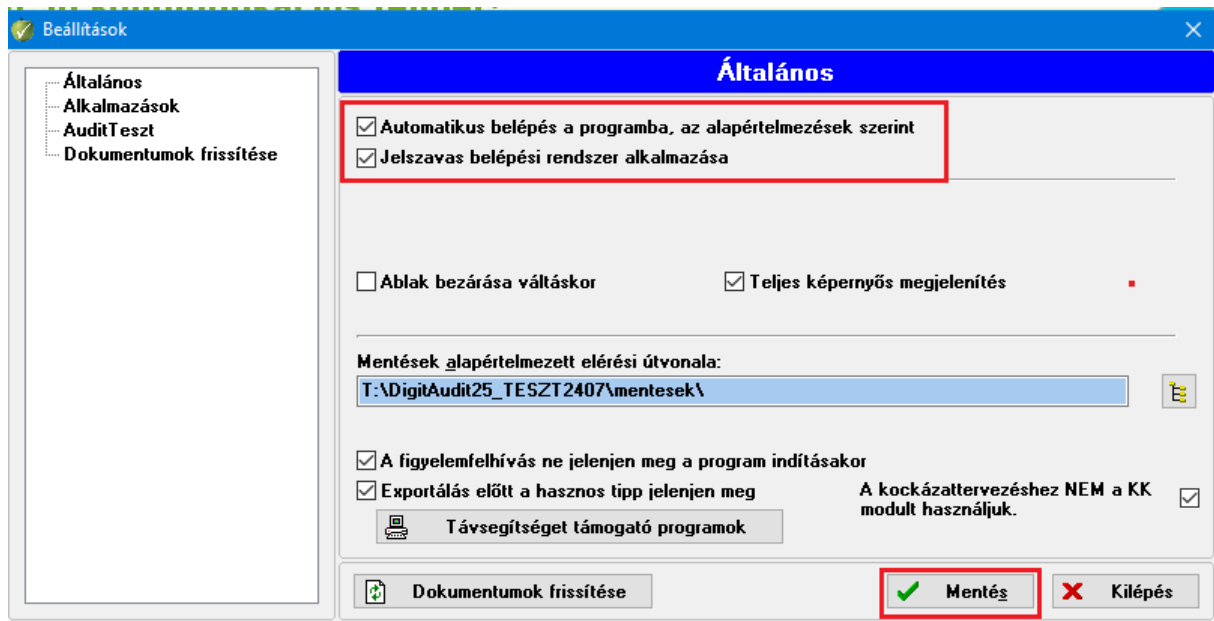 Beállítások
Általános
Alkalmazások
AuditTeszt
Dokumentumok frissítése
Általános
Automatikus belépés a programba, az alapértelmezések szerint
Jelszavas belépési rendszer alkalmazása
Ablak bezárása váltáskor
Teljes képernyős megjelenítés
Mentések alapértelmezett elérési útvonala:
T:\DigitAudit25_TESZT2407\mentesek\
A figyelemfelhívás ne jelenjen meg a program indításakor
Exportálás előtt a hasznos tipp jelenjen meg
A kockázattervezéshez NEM a KK
modult használjuk.
Távsegítséget támogató programok
Dokumentumok frissítése
Mentés
Kilépés